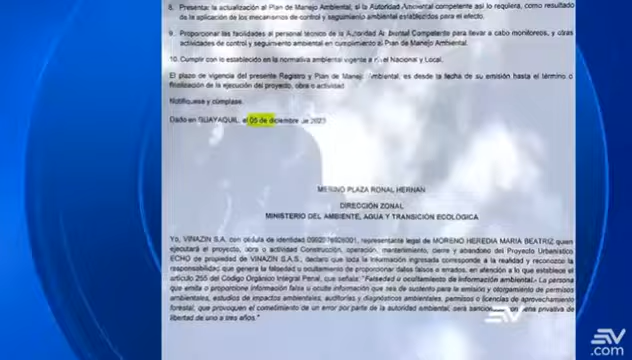 8. Presentar la actualización al Plan de Manejo Ambiental, si la Autoridad Ambiental competente así lo requiera, como resultado
de la aplicación de los mecanismos de control y seguimiento ambiental establecidos para el efecto.
9. Proporcionar las facilidades al personal técnico de la Autoridad Ambiental Competente para llevar a cabo monitoreos, y otras
actividades de control y seguimiento ambiental en cumplimiento al Plan de Manejo Ambiental.
10. Cumplir con lo establecido en la normativa ambiental vigente a nivel Nacional y Local.
El plazo de vigencia del presente Registro y Plan de Manejo Ambiental, es desde la fecha de su emisión hasta el término o
finalización de la ejecución del proyecto, obra o actividad
Notifíquese y cúmplase.
Dado en GUAYAQUIL, el 05 de diciembre de 2023
MERINO PLAZA RONAL HERNAN
DIRECCIÓN ZONAL
MINISTERIO DEL AMBIENTE, AGUA Y TRANSICIÓN ECOLÓGICA
Yo, VINAZIN S.A. con cédula de identidad representante legal de MORENO HEREDIA MARIA BEATRIZ quien
ejecutará el proyecto, obra o actividad Construcción, operación, mantenimiento, cierre y abandono del Proyecto Urbanístico
ECHO de propiedad de VINAZIN S.A.S., declaro que toda la información ingresada corresponde a la realidad y reconozco la
responsabilidad que genera la falsedad u ocultamiento de proporcionar datos falsos o errados, en atención a lo que establece el
artículo 255 del Código Orgánico Integral Penal, que señala: "Falsedad u ocultamiento de información ambiental.- La persona
que emita o proporcione información falsa u oculte información que sea de sustento para la emisión y otorgamiento de permisos
ambientales, estudios de impactos ambientales, auditorías y diagnósticos ambientales, permisos o licencias de aprovechamiento
forestal, que provoquen el cometimiento de un error por parte de la autoridad ambiental, será pena privativa de
libertad de uno a tres años."
EV
.com